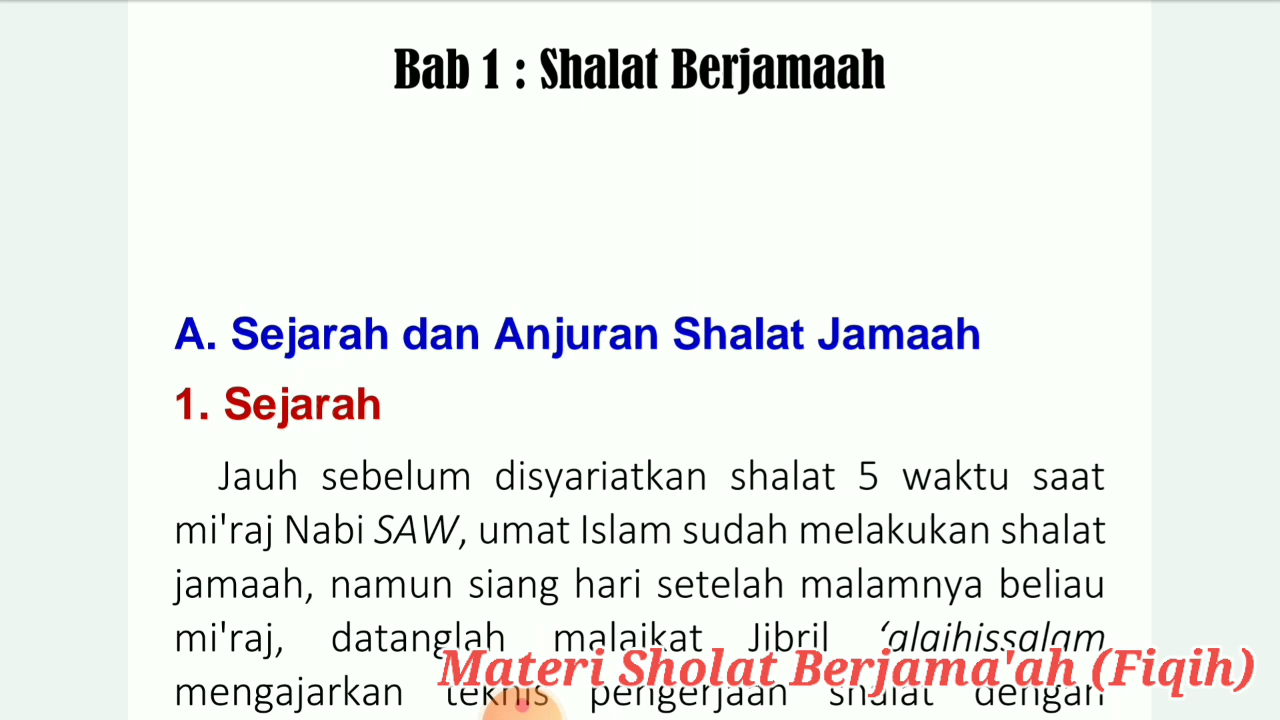 Bab 1 : Shalat Berjamaah
A. Sejarah dan Anjuran Shalat Jamaah
1. Sejarah
Jauh sebelum disyariatkan shalat 5 waktu saat
mi'raj Nabi SAW, umat Islam sudah melakukan shalat
jamaah, namun siang hari setelah malamnya beliau
mi'raj, datanglah malaikat Jibril ‘alaihissalam
Materi Sholat Berjama'ah (Fiqih)
mengajarkan teknis pengerjaan shalat dengan